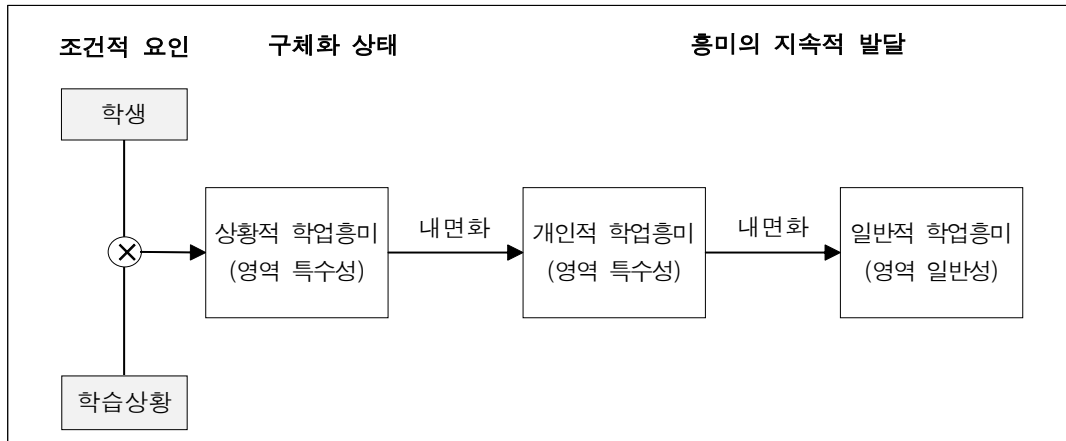 조건적 요인 구체화 상태 흥미의 지속적 발달
학생
상황적 학업흥미
(영역 특수성)
내면화
개인적 학업흥미
(영역 특수성)
내면화
일반적 학업흥미
(영역 일반성)
학습상황